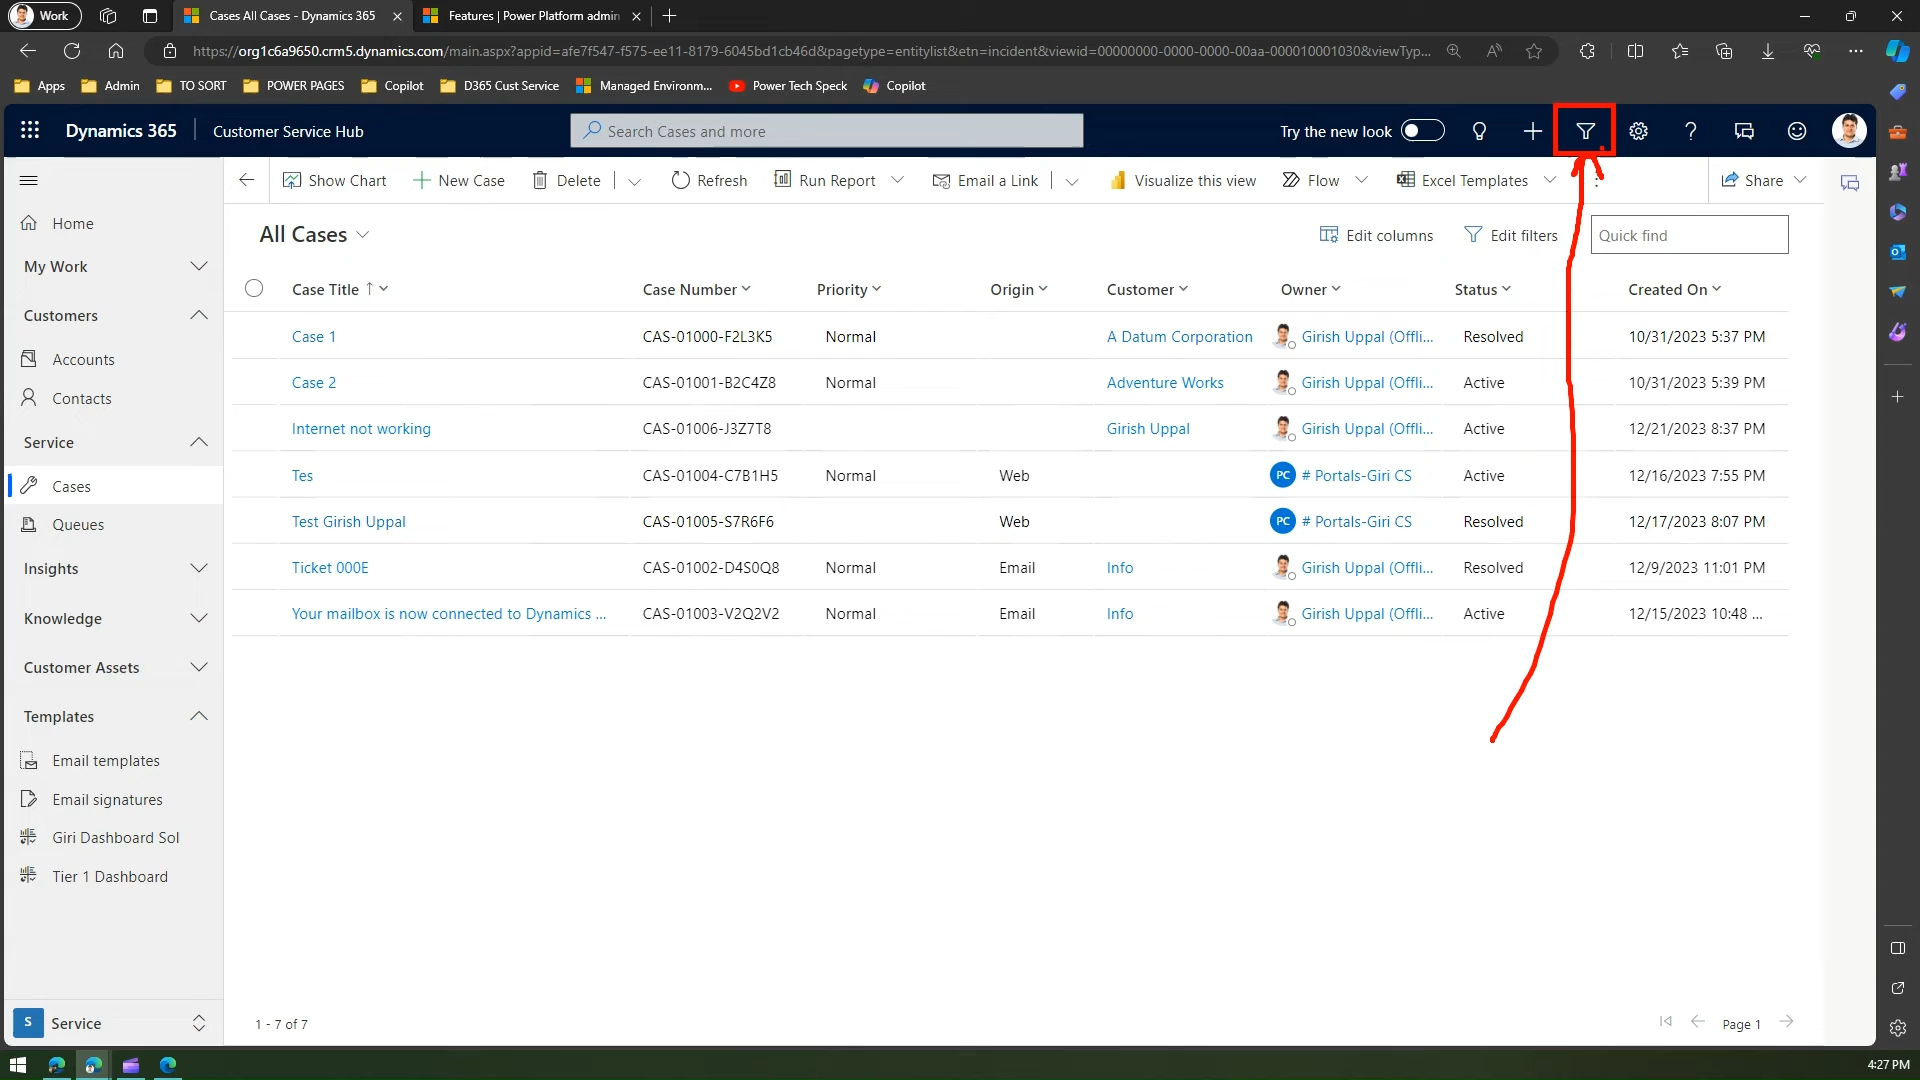 Work
Cases All Cases - Dynamics 365
Features | Power Platform admin
https://org1c6a9650.crm5.dynamics.com/main.aspx?appid=afe7f547-f575-ee11-8179-6045bd1cb46d&pagetype=entitylist&etn=incident&viewid=00000000-0000-0000-00aa-000010001030&viewTyp...
Apps Admin TO SORT POWER PAGES Copilot D365 Cust Service Managed Environm... Power Tech Speck Copilot
Dynamics 365 Customer Service Hub Search Cases and more Try the new look
Show Chart New Case Delete Refresh Run Report Email a Link Visualize this view Flow Excel Templates Share
Home
My Work
Customers
Accounts
Contacts
Service
Cases
Queues
Insights
Knowledge
Customer Assets
Templates
Email templates
Email signatures
Giri Dashboard Sol
Tier 1 Dashboard
S Service
All Cases Edit columns Edit filters Quick find
Case Title Case Number Priority Origin Customer Owner Status Created On
Case 1 CAS-01000-F2L3K5 Normal A Datum Corporation Girish Uppal (Offli... Resolved 10/31/2023 5:37 PM
Case 2 CAS-01001-B2C4Z8 Normal Adventure Works Girish Uppal (Offli... Active 10/31/2023 5:39 PM
Internet not working CAS-01006-J3Z7T8 Girish Uppal Girish Uppal (Offli... Active 12/21/2023 8:37 PM
Tes CAS-01004-C7B1H5 Normal Web PC # Portals-Giri CS Active 12/16/2023 7:55 PM
Test Girish Uppal CAS-01005-S7R6F6 Web PC # Portals-Giri CS Resolved 12/17/2023 8:07 PM
Ticket 000E CAS-01002-D4S0Q8 Normal Email Info Girish Uppal (Offli... Resolved 12/9/2023 11:01 PM
Your mailbox is now connected to Dynamics ... CAS-01003-V2Q2V2 Normal Email Info Girish Uppal (Offli... Active 12/15/2023 10:48 ...
1 - 7 of 7 Page 1
4:27 PM